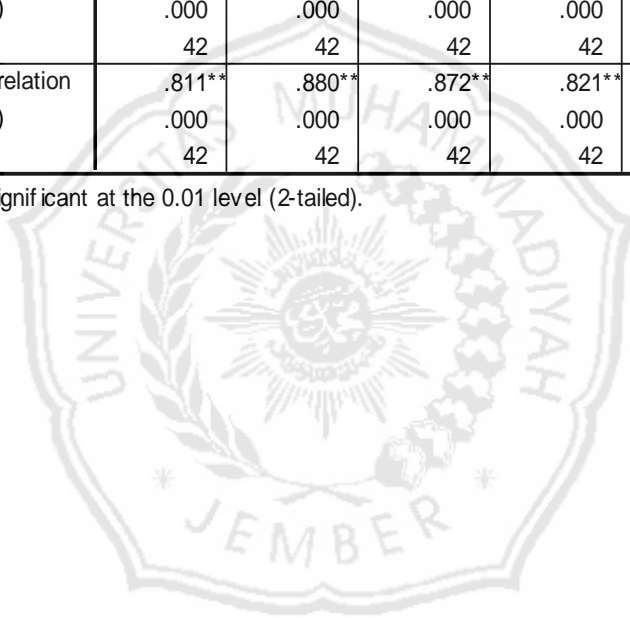 ) .000 .000 .000 .000
42 42 42 42
relation .811** .880** .872** .821**
) .000 .000 .000 .000
42 42 42 42
ignificant at the 0.01 level (2-tailed).
UNIVERSITAS MUHAMMADIYAH
* JEMBER *